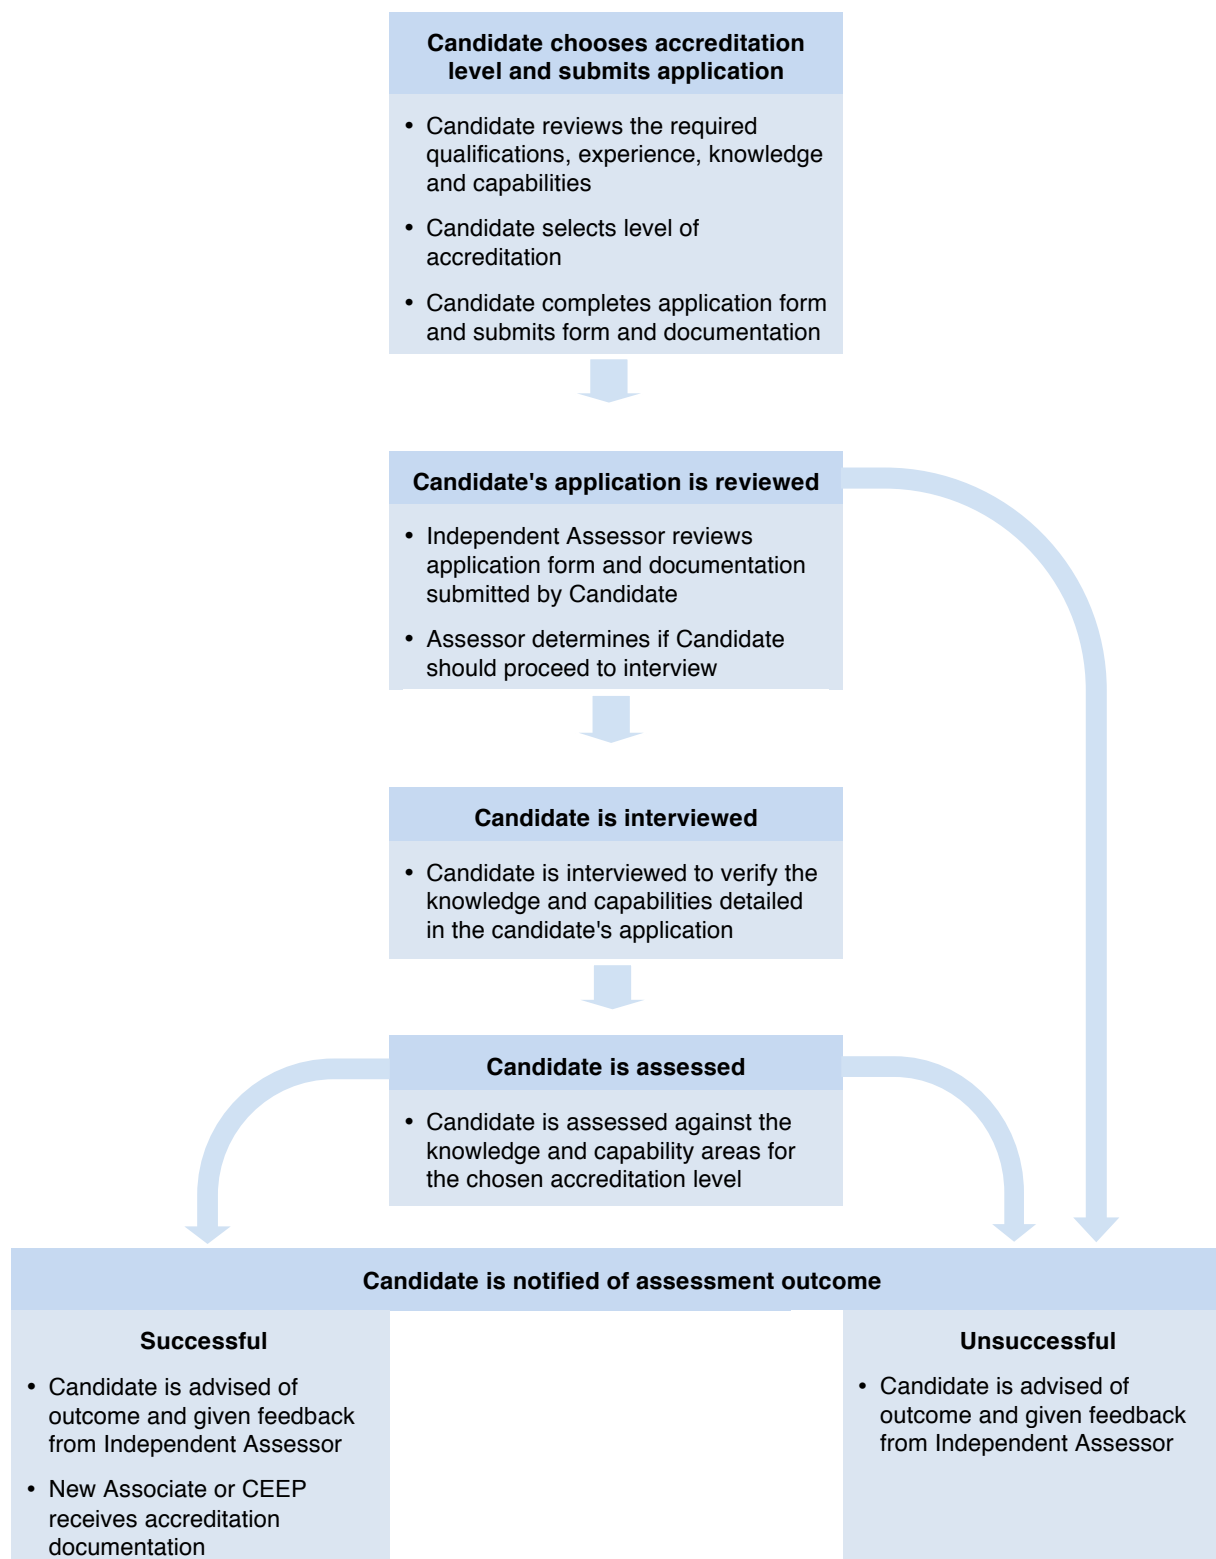 Candidate chooses accreditation
level and submits application
• Candidate reviews the required
qualifications, experience, knowledge
and capabilities
• Candidate selects level of
accreditation
• Candidate completes application form
and submits form and documentation
Candidate's application is reviewed
• Independent Assessor reviews
application form and documentation
submitted by Candidate
• Assessor determines if Candidate
should proceed to interview
Candidate is interviewed
• Candidate is interviewed to verify the
knowledge and capabilities detailed
in the candidate's application
Candidate is assessed
• Candidate is assessed against the
knowledge and capability areas for
the chosen accreditation level
Candidate is notified of assessment outcome
Successful
• Candidate is advised of
outcome and given feedback
from Independent Assessor
• New Associate or CEEP
receives accreditation
documentation
Unsuccessful
• Candidate is advised of
outcome and given feedback
from Independent Assessor